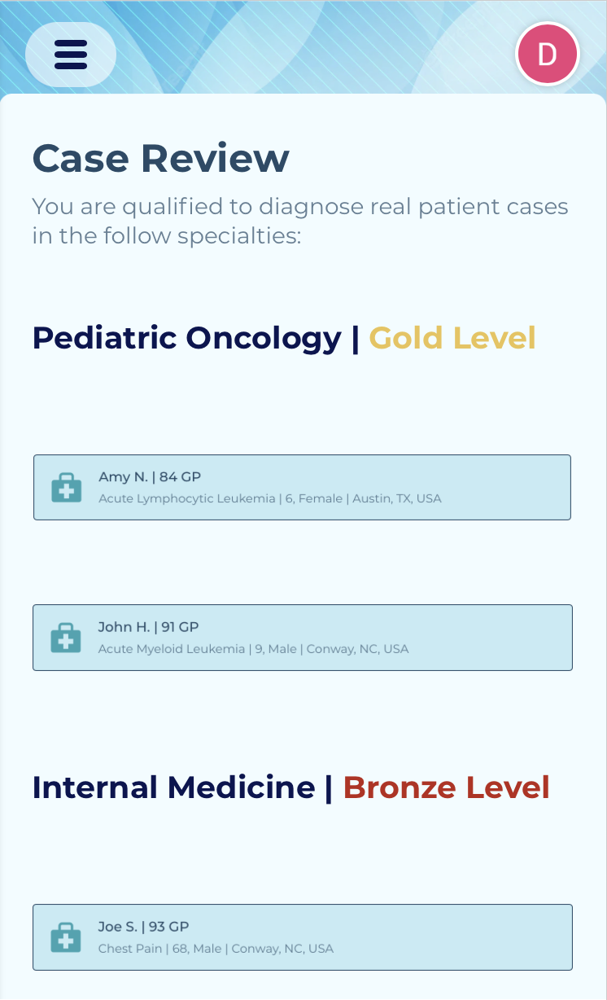 D
Case Review
You are qualified to diagnose real patient cases
in the follow specialties:
Pediatric Oncology | Gold Level
Amy N. | 84 GP
Acute Lymphocytic Leukemia | 6, Female | Austin, TX, USA
John H. | 91 GP
Acute Myeloid Leukemia | 9, Male | Conway, NC, USA
Internal Medicine | Bronze Level
Joe S. | 93 GP
Chest Pain | 68, Male | Conway, NC, USA